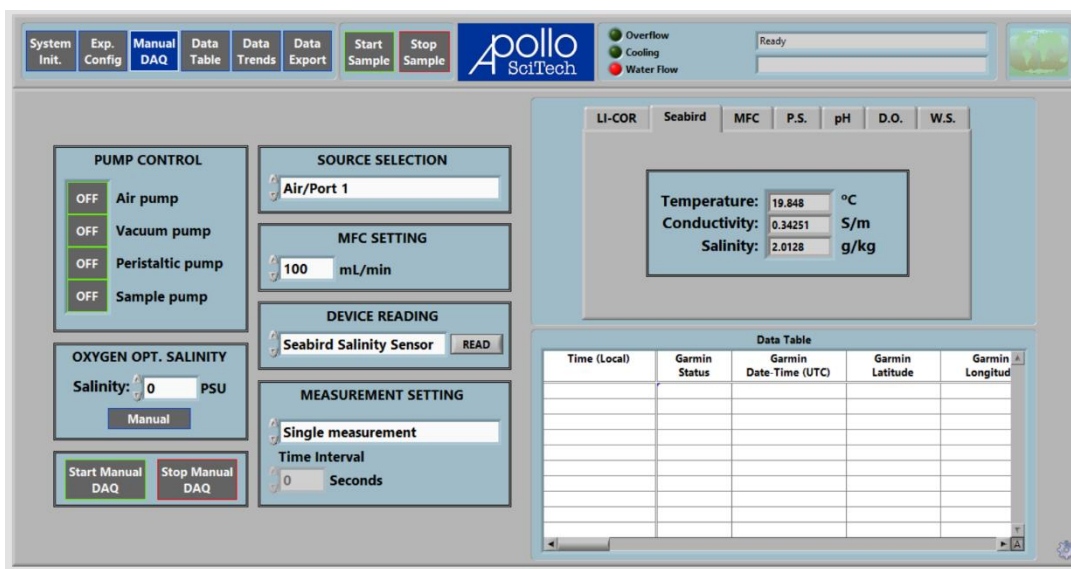 System Init.
Exp. Config
Manual DAQ
Data Table
Data Trends
Data Export
Start Sample
Stop Sample
Apollo
SciTech
Overflow
Cooling
Water Flow
Ready
PUMP CONTROL
OFF Air pump
OFF Vacuum pump
OFF Peristaltic pump
OFF Sample pump
OXYGEN OPT. SALINITY
Salinity: 0 PSU
Manual
Start Manual DAQ
Stop Manual DAQ
SOURCE SELECTION
Air/Port 1
MFC SETTING
100 mL/min
DEVICE READING
Seabird Salinity Sensor READ
MEASUREMENT SETTING
Single measurement
Time Interval
0 Seconds
LI-COR Seabird MFC P.S. pH D.O. W.S.
Temperature: 19.848 ºC
Conductivity: 0.34251 S/m
Salinity: 2.0128 g/kg
Data Table
Time (Local)
Garmin Status
Garmin Date-Time (UTC)
Garmin Latitude
Garmin Longitud
A